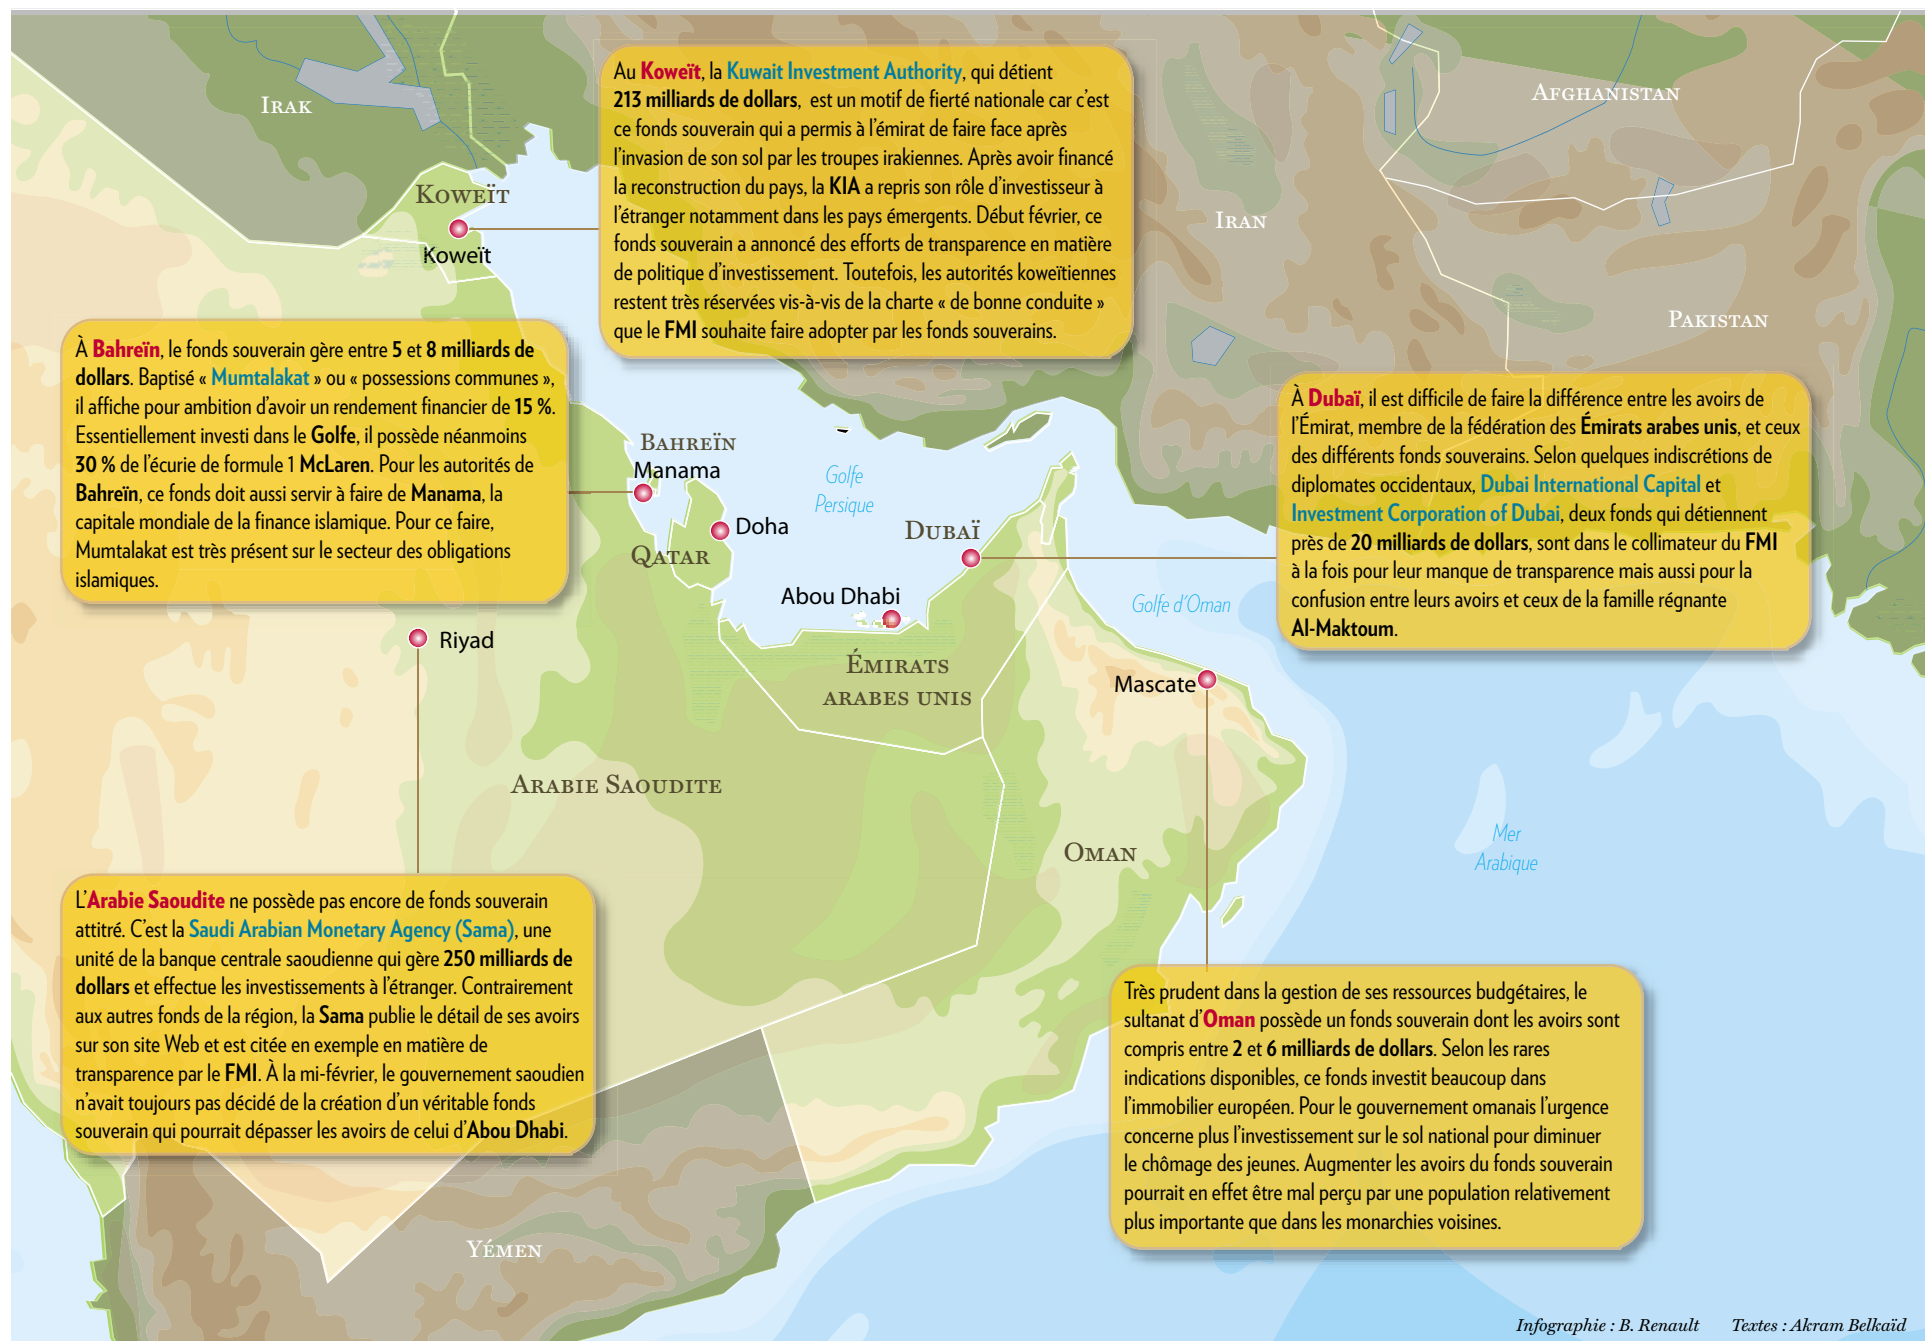 IRAK
AFGHANISTAN
Au Koweït, la Kuwait Investment Authority, qui détient
213 milliards de dollars, est un motif de fierté nationale car c'est
ce fonds souverain qui a permis à l'émirat de faire face après
l'invasion de son sol par les troupes irakiennes. Après avoir financé
la reconstruction du pays, la KIA a repris son rôle d'investisseur à
l'étranger notamment dans les pays émergents. Début février, ce
fonds souverain a annoncé des efforts de transparence en matière
de politique d'investissement. Toutefois, les autorités koweïtiennes
restent très réservées vis-à-vis de la charte « de bonne conduite »
que le FMI souhaite faire adopter par les fonds souverains.
KOWEÏT
Koweït
IRAN
PAKISTAN
À Bahreïn, le fonds souverain gère entre 5 et 8 milliards de
dollars. Baptisé « Mumtalakat » ou « possessions communes »,
il affiche pour ambition d'avoir un rendement financier de 15 %.
Essentiellement investi dans le Golfe, il possède néanmoins
30 % de l'écurie de formule 1 McLaren. Pour les autorités de
Bahreïn, ce fonds doit aussi servir à faire de Manama, la
capitale mondiale de la finance islamique. Pour ce faire,
Mumtalakat est très présent sur le secteur des obligations
islamiques.
À Dubaï, il est difficile de faire la différence entre les avoirs de
l'Émirat, membre de la fédération des Émirats arabes unis, et ceux
des différents fonds souverains. Selon quelques indiscrétions de
diplomates occidentaux, Dubai International Capital et
Investment Corporation of Dubai, deux fonds qui détiennent
près de 20 milliards de dollars, sont dans le collimateur du FMI
à la fois pour leur manque de transparence mais aussi pour la
confusion entre leurs avoirs et ceux de la famille régnante
Al-Maktoum.
BAHREÏN
Manama
Golfe
Persique
Doha
QATAR
DUBAÏ
Abou Dhabi
Golfe d'Oman
Riyad
ÉMIRATS
ARABES UNIS
Mascate
ARABIE SAOUDITE
OMAN
Mer
Arabique
L'Arabie Saoudite ne possède pas encore de fonds souverain
attitré. C'est la Saudi Arabian Monetary Agency (Sama), une
unité de la banque centrale saoudienne qui gère 250 milliards de
dollars et effectue les investissements à l'étranger. Contrairement
aux autres fonds de la région, la Sama publie le détail de ses avoirs
sur son site Web et est citée en exemple en matière de
transparence par le FMI. À la mi-février, le gouvernement saoudien
n'avait toujours pas décidé de la création d'un véritable fonds
souverain qui pourrait dépasser les avoirs de celui d'Abou Dhabi.
Très prudent dans la gestion de ses ressources budgétaires, le
sultanat d'Oman possède un fonds souverain dont les avoirs sont
compris entre 2 et 6 milliards de dollars. Selon les rares
indications disponibles, ce fonds investit beaucoup dans
l'immobilier européen. Pour le gouvernement omanais l'urgence
concerne plus l'investissement sur le sol national pour diminuer
le chômage des jeunes. Augmenter les avoirs du fonds souverain
pourrait en effet être mal perçu par une population relativement
plus importante que dans les monarchies voisines.
YÉMEN
Infographie : B. Renault Textes : Akram Belkaïd